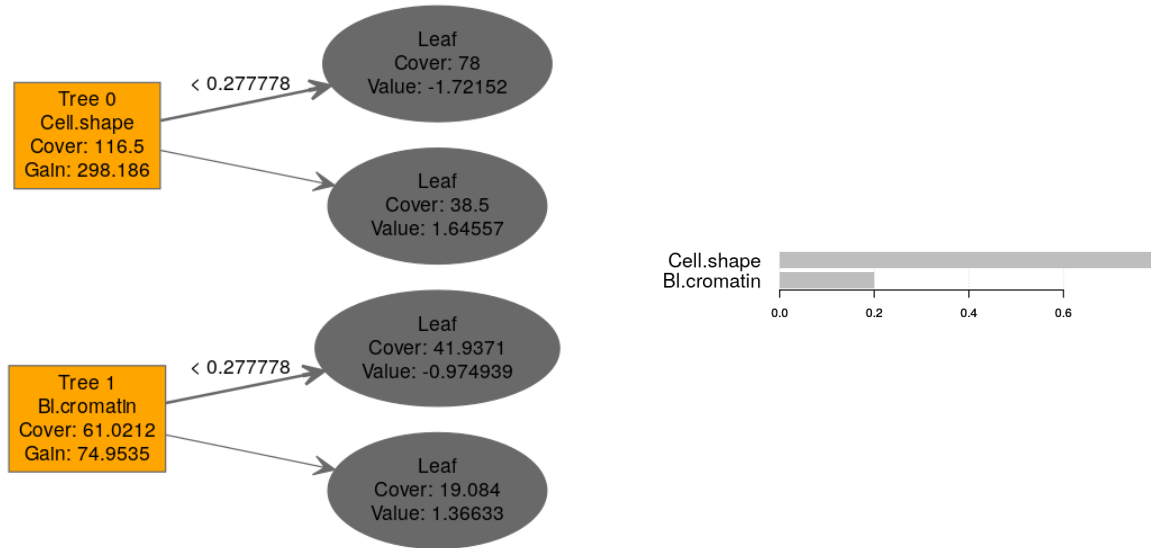 Tree 0
Cell.shape
Cover: 116.5
Gain: 298.186
< 0.277778
Leaf
Cover: 78
Value: -1.72152
Leaf
Cover: 38.5
Value: 1.64557
Tree 1
Bl.cromatin
Cover: 61.0212
Gain: 74.9535
< 0.277778
Leaf
Cover: 41.9371
Value: -0.974939
Leaf
Cover: 19.084
Value: 1.36633
Cell.shape
Bl.cromatin
0.0 0.2 0.4 0.6